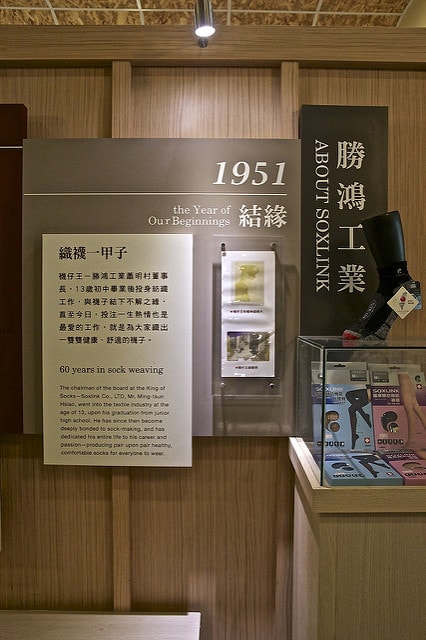 1951
the Year of
Our Beginnings
結緣
織襪一甲子
襪仔王－勝鴻工業蕭明村董事
長，13歲初中畢業後投身紡織
工作，與襪子結下不解之緣，
直至今日，投注一生熱情也是
最愛的工作，就是為大家織出
一雙雙健康、舒適的襪子。
60 years in sock weaving
The chairman of the board at the King of
Socks—Soxlink Co., LTD, Mr. Ming-tsun
Hsiao, went into the textile industry at the
age of 13, upon his graduation from junior
high school. He has since then become
deeply bonded to sock-making, and has
dedicated his entire life to his career and
passion—producing pair upon pair healthy,
comfortable socks for everyone to wear.
勝鴻工業
ABOUT SOXLINK
SOXLINK
SOXLINK